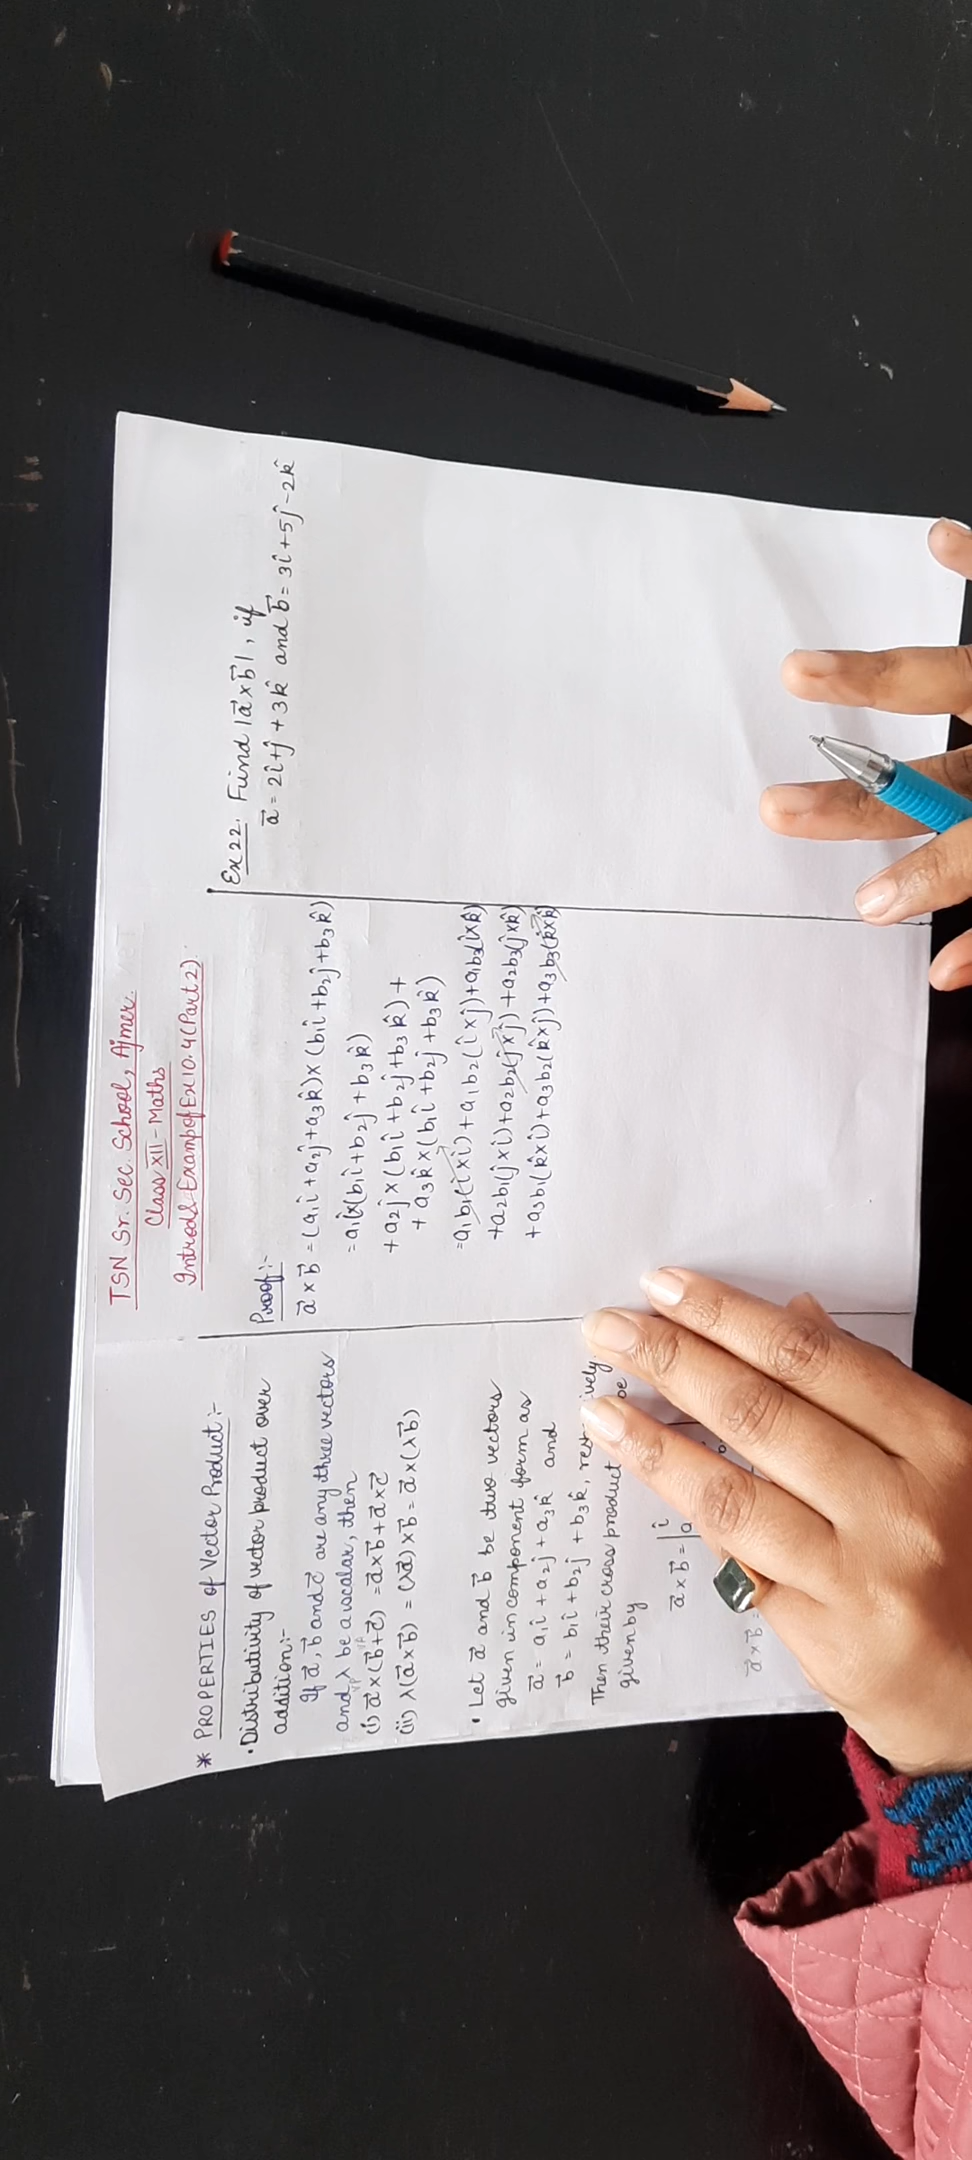 TSN Sr. Sec. School, Ajmer.
Class XII - Maths
Introd& Examp of Ex 10.4 (Part 2).
* PROPERTIES of Vector Product :-
• Distributivity of vector product over
addition:-
If a⃗, b⃗ and c⃗ are any three vectors
and λ be a scalar, then
(i) a⃗ × (b⃗ + c⃗) = a⃗ × b⃗ + a⃗ × c⃗
(ii) λ(a⃗ × b⃗) = (λa⃗) × b⃗ = a⃗ × (λb⃗)
• Let a⃗ and b⃗ be two vectors
given in component form as
a⃗ = a₁î + a₂ĵ + a₃k̂ and
b⃗ = b₁î + b₂ĵ + b₃k̂,
Then their cross product be
given by
a⃗ × b⃗ = | î
a⃗ × b⃗ =
Proof:-
a⃗ × b⃗ = (a₁î + a₂ĵ + a₃k̂) × (b₁î + b₂ĵ + b₃k̂)
= a₁î × (b₁î + b₂ĵ + b₃k̂)
+ a₂ĵ × (b₁î + b₂ĵ + b₃k̂) +
+ a₃k̂ × (b₁î + b₂ĵ + b₃k̂)
= a₁b₁(î × î) + a₁b₂(î × ĵ) + a₁b₃(î × k̂)
+ a₂b₁(ĵ × î) + a₂b₂(ĵ × ĵ) + a₂b₃(ĵ × k̂)
+ a₃b₁(k̂ × î) + a₃b₂(k̂ × ĵ) + a₃b₃(k̂ × k̂)
Ex 22. Find |a⃗ × b⃗|, if
a⃗ = 2î + ĵ + 3k̂ and b⃗ = 3î + 5ĵ - 2k̂